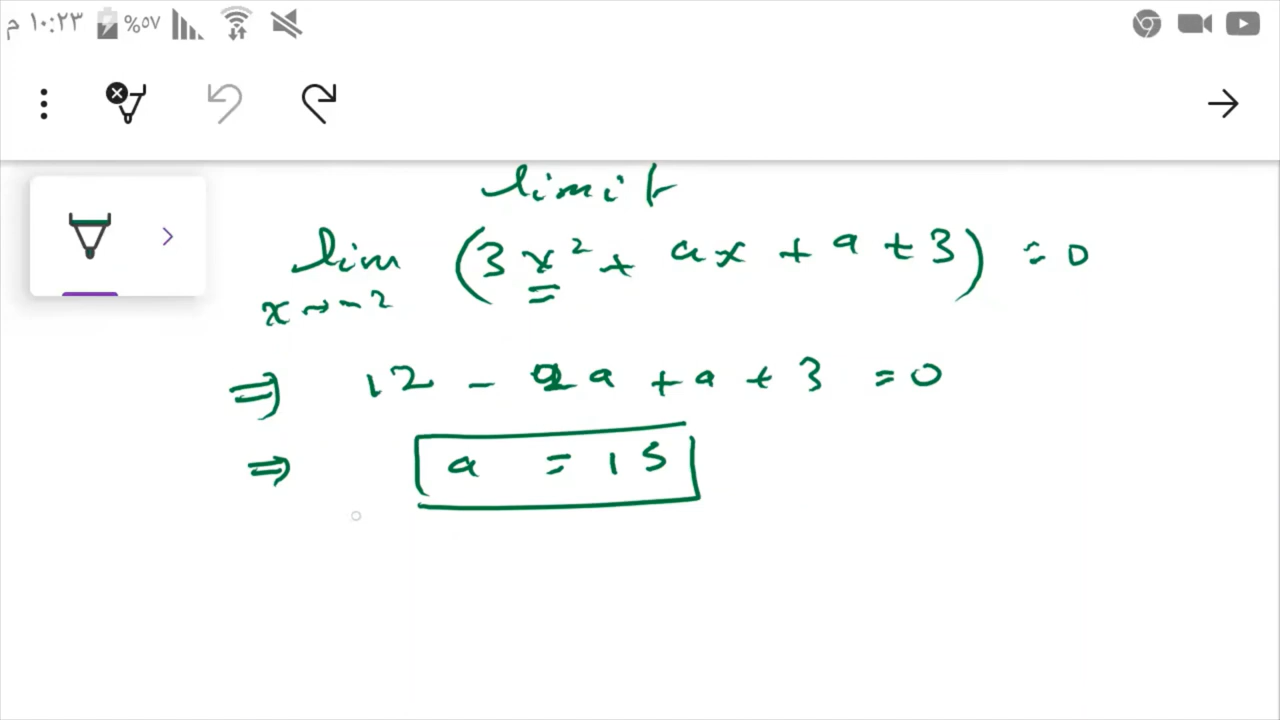 م ١٠:٢٣ %٥٧
limit
lim (3x² + ax + a + 3) = 0
x → -2
⇒ 12 - 2a + a + 3 = 0
⇒ a = 15